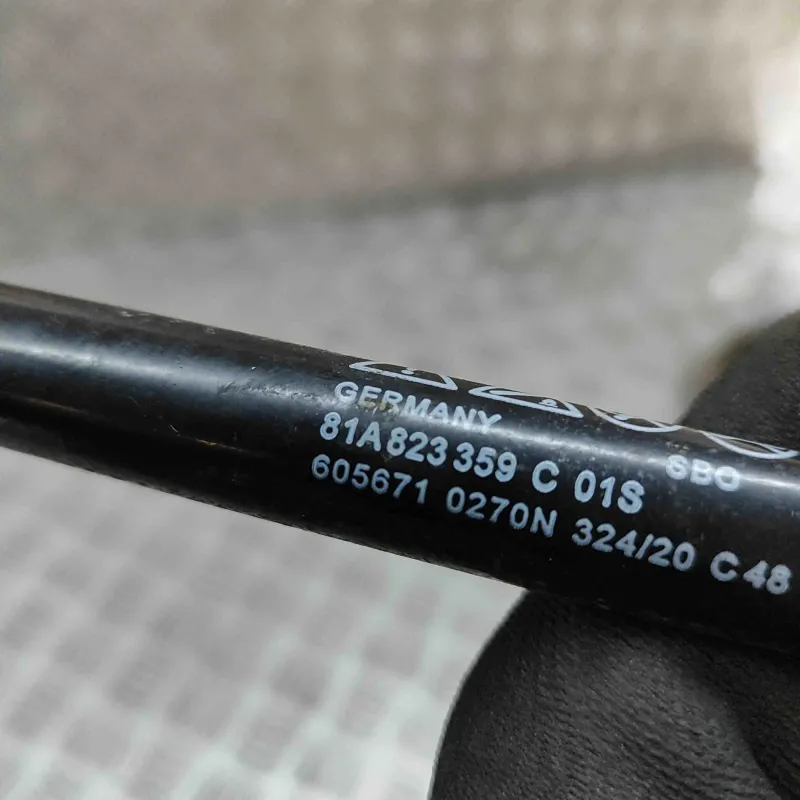 GERMANY
81A 823 359 C 01S SBO
605671 0270N 324/20 C 48